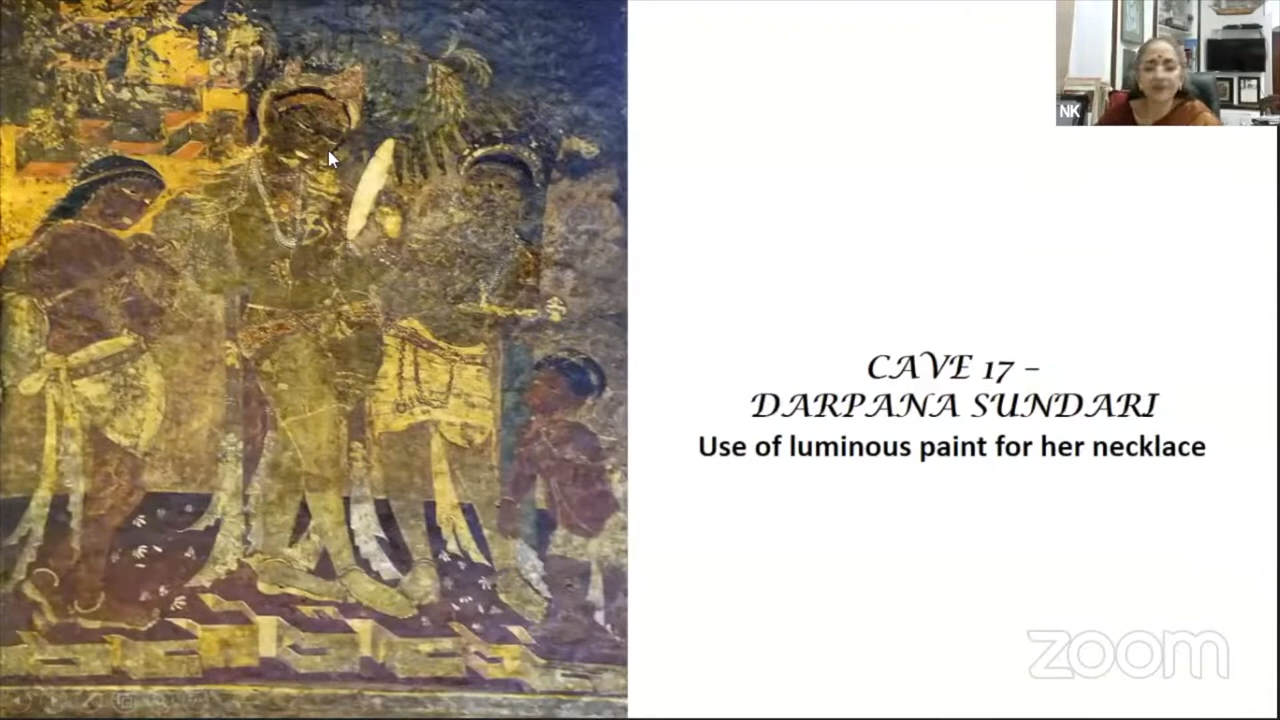 NK
CAVE 17 –
DARPANA SUNDARI
Use of luminous paint for her necklace
zoom